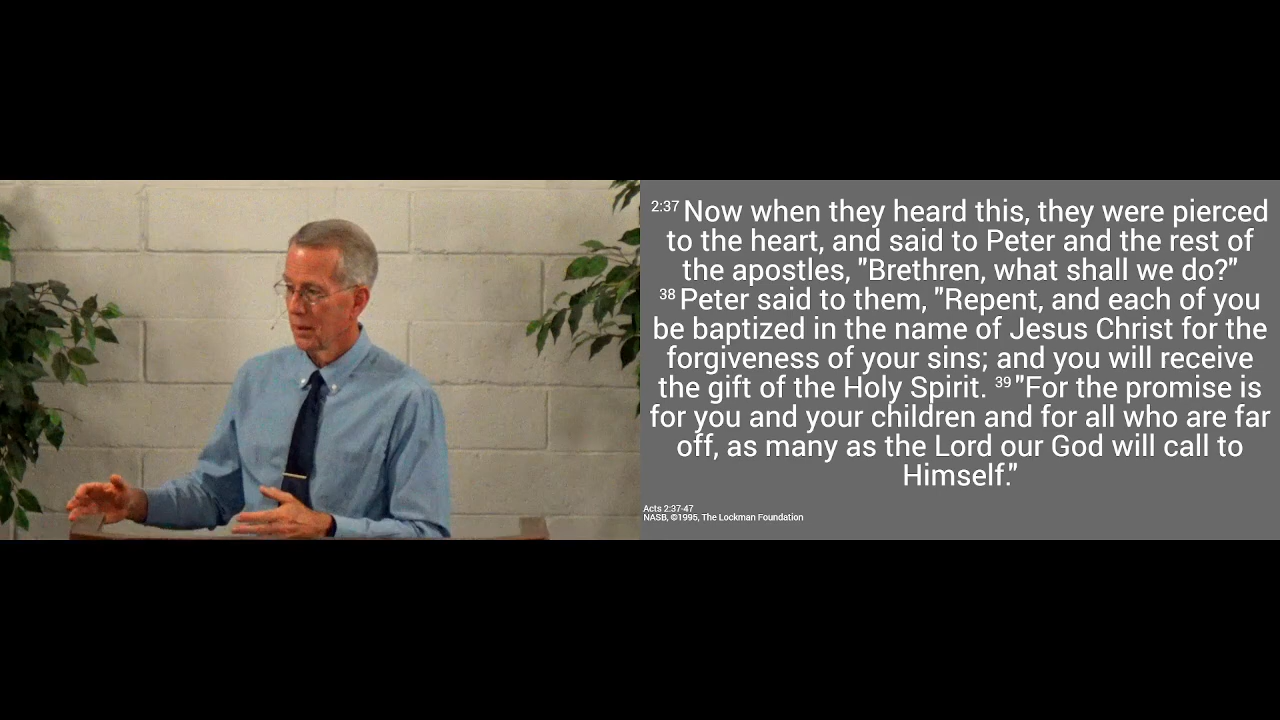 2:37 Now when they heard this, they were pierced
to the heart, and said to Peter and the rest of
the apostles, "Brethren, what shall we do?"
38 Peter said to them, "Repent, and each of you
be baptized in the name of Jesus Christ for the
forgiveness of your sins; and you will receive
the gift of the Holy Spirit. 39 "For the promise is
for you and your children and for all who are far
off, as many as the Lord our God will call to
Himself."
Acts 2:37-47
NASB, ©1995, The Lockman Foundation